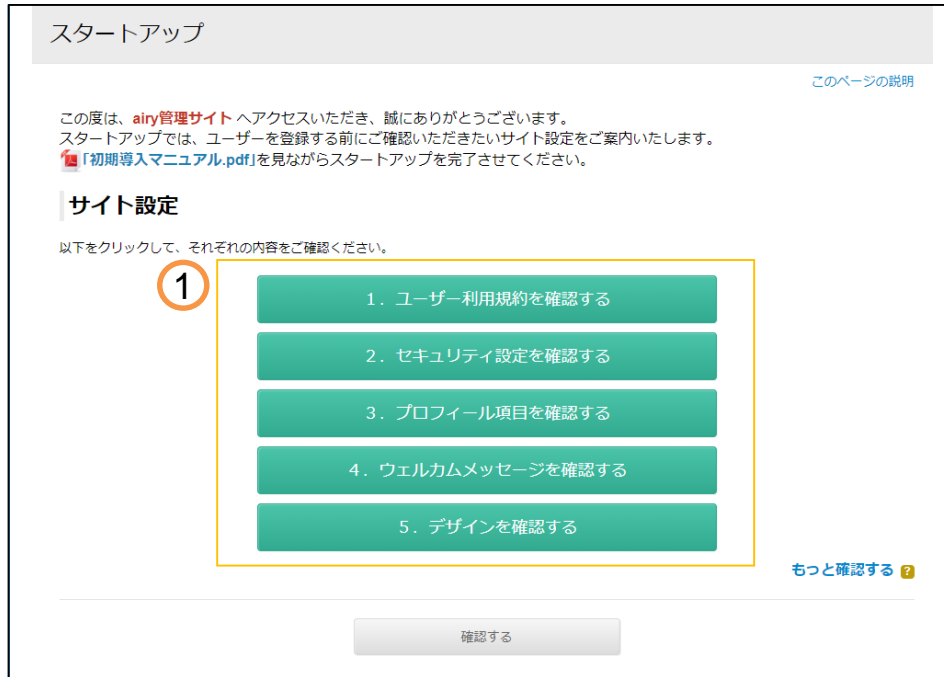 スタートアップ
このページの説明
この度は、airy管理サイト へアクセスいただき、誠にありがとうございます。
スタートアップでは、ユーザーを登録する前にご確認いただきたいサイト設定をご案内いたします。
「初期導入マニュアル.pdf」を見ながらスタートアップを完了させてください。
サイト設定
以下をクリックして、それぞれの内容をご確認ください。
1
1．ユーザー利用規約を確認する
2．セキュリティ設定を確認する
3．プロフィール項目を確認する
4．ウェルカムメッセージを確認する
5．デザインを確認する
もっと確認する ?
確認する